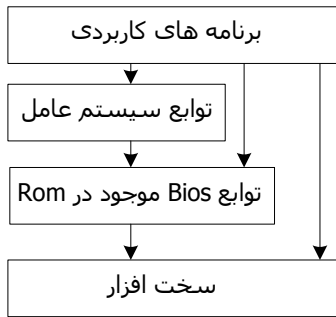 برنامه های کاربردی
توابع سیستم عامل
توابع Bios موجود در Rom
سخت افزار